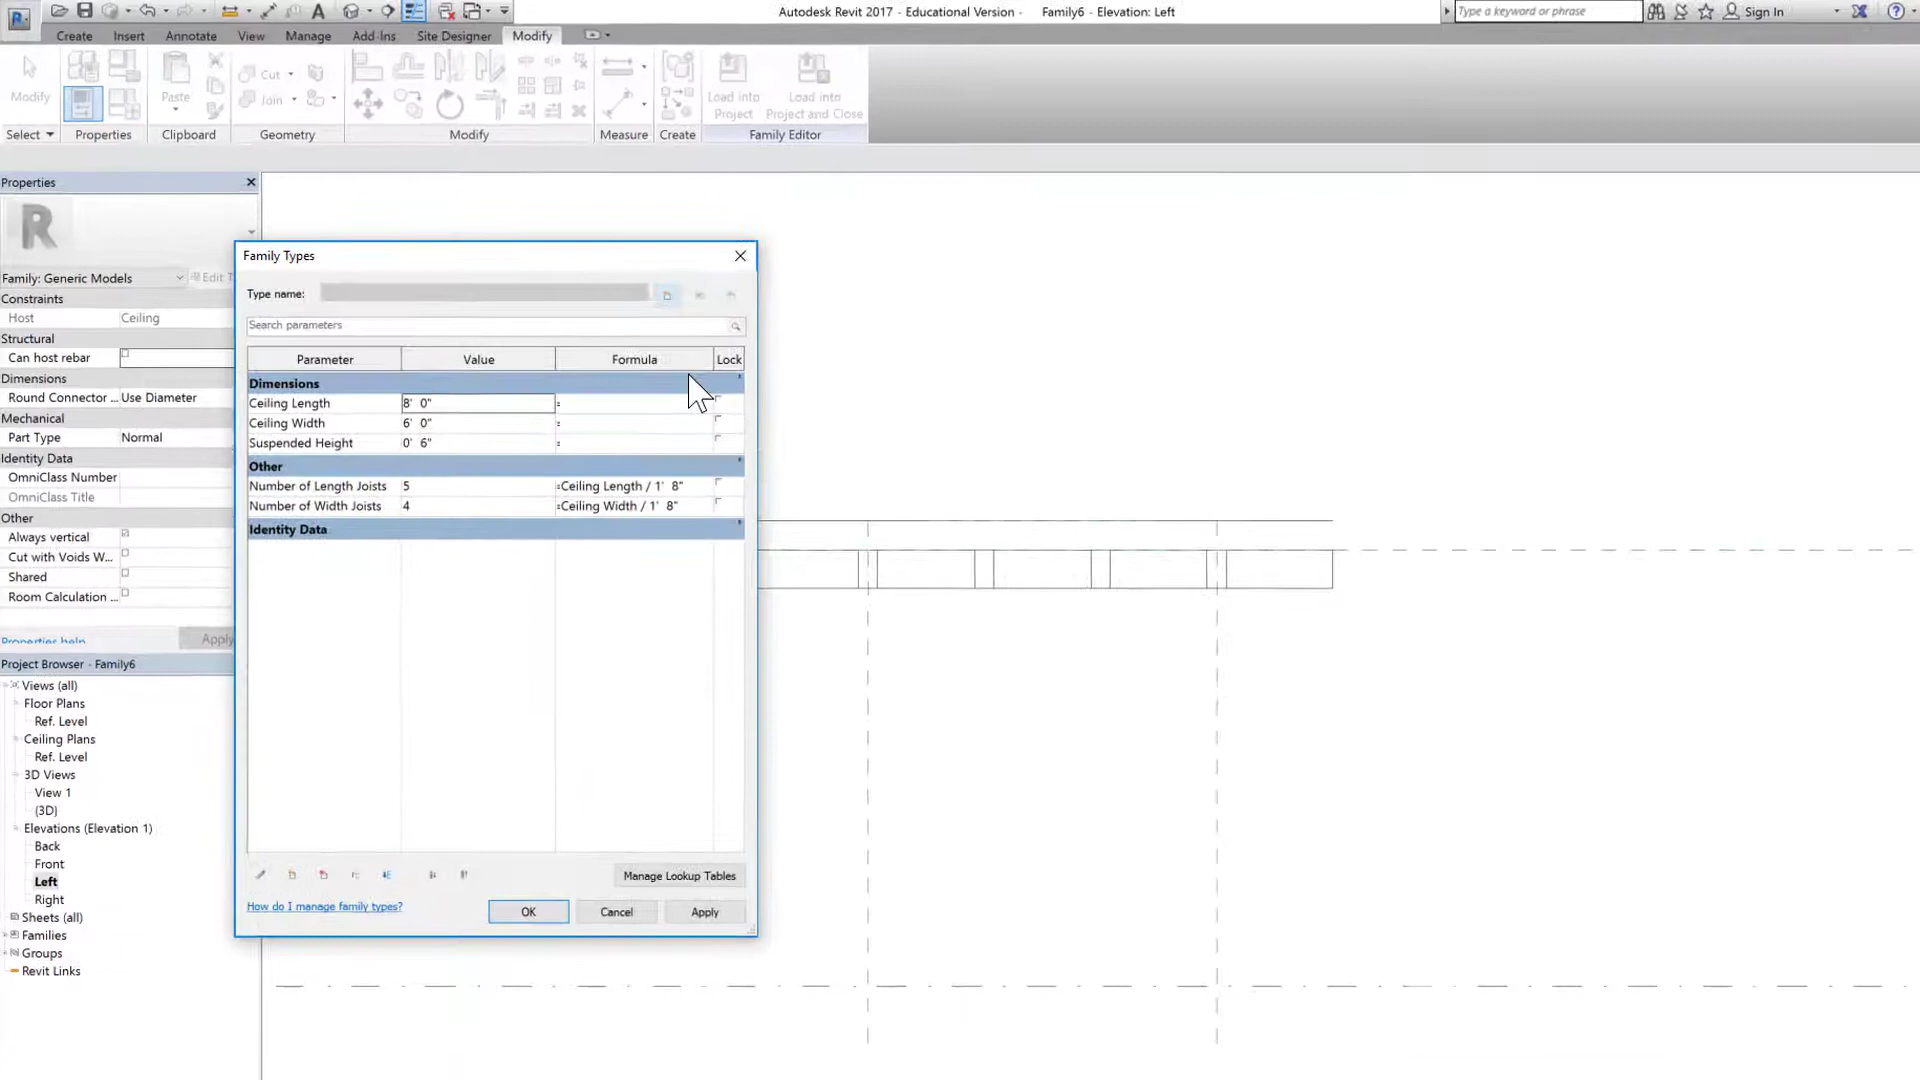 Autodesk Revit 2017 - Educational Version - Family6 - Elevation: Left
Type a keyword or phrase
Sign In
Create Insert Annotate View Manage Add-Ins Site Designer Modify
Modify
Paste
Cut
Join
Load into
Project
Load into
Project and Close
Select Properties Clipboard Geometry Modify Measure Create Family Editor
Properties
R
Family: Generic Models
Edit T
Constraints
Host Ceiling
Structural
Can host rebar
Dimensions
Round Connector ... Use Diameter
Mechanical
Part Type Normal
Identity Data
OmniClass Number
OmniClass Title
Other
Always vertical
Cut with Voids W...
Shared
Room Calculation ...
Properties help
Apply
Project Browser - Family6
Views (all)
Floor Plans
Ref. Level
Ceiling Plans
Ref. Level
3D Views
View 1
{3D}
Elevations (Elevation 1)
Back
Front
Left
Right
Sheets (all)
Families
Groups
Revit Links
Family Types
Type name:
Search parameters
Parameter Value Formula Lock
Dimensions
Ceiling Length 8' 0" =
Ceiling Width 6' 0" =
Suspended Height 0' 6" =
Other
Number of Length Joists 5 =Ceiling Length / 1' 8"
Number of Width Joists 4 =Ceiling Width / 1' 8"
Identity Data
Manage Lookup Tables
How do I manage family types?
OK Cancel Apply